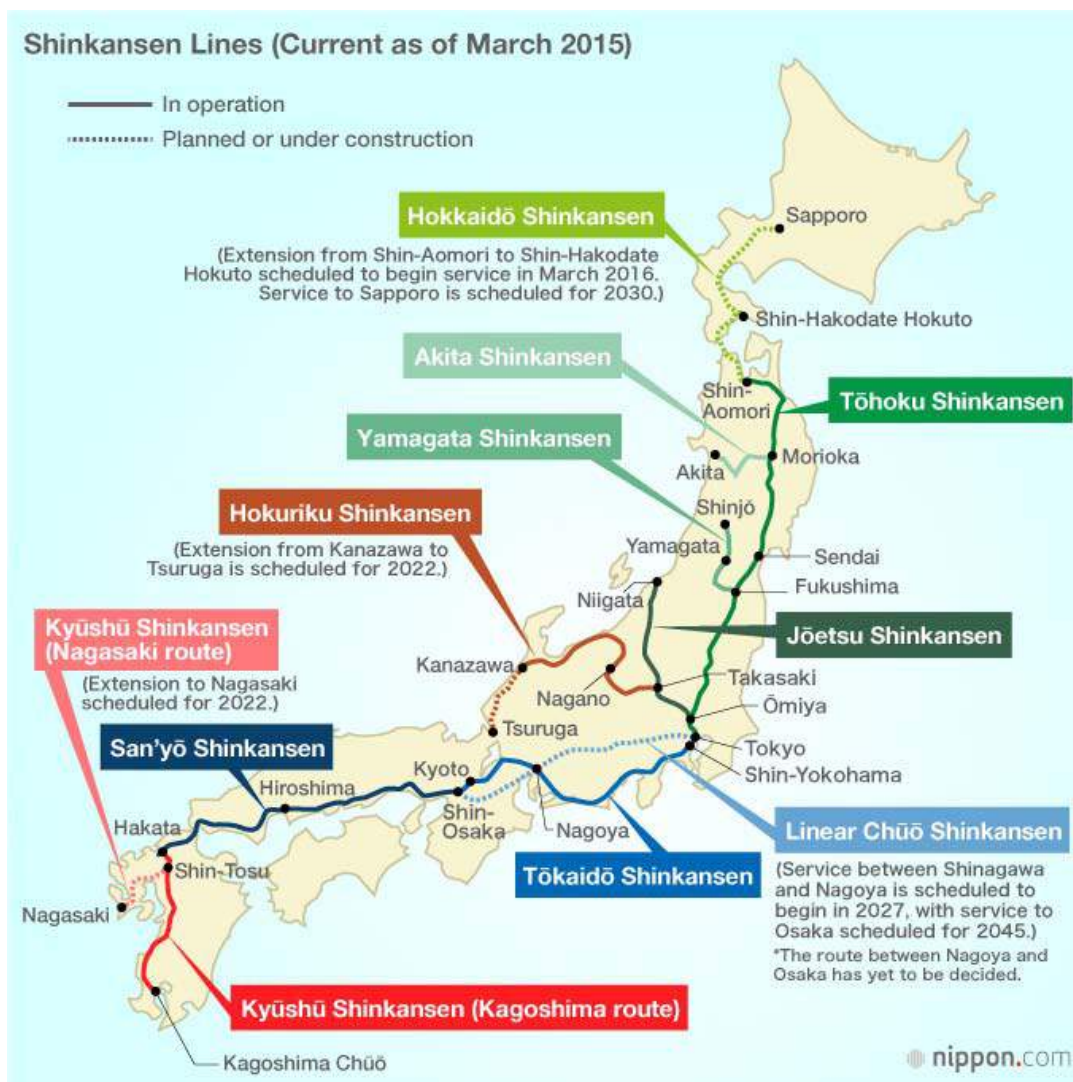 Shinkansen Lines (Current as of March 2015)
In operation
Planned or under construction
Hokkaidō Shinkansen
Sapporo
(Extension from Shin-Aomori to Shin-Hakodate
Hokuto scheduled to begin service in March 2016.
Service to Sapporo is scheduled for 2030.)
Shin-Hakodate Hokuto
Akita Shinkansen
Shin-
Aomori
Tōhoku Shinkansen
Yamagata Shinkansen
Akita
Morioka
Hokuriku Shinkansen
Shinjō
(Extension from Kanazawa to
Tsuruga is scheduled for 2022.)
Yamagata
Sendai
Fukushima
Niigata
Kyūshū Shinkansen
(Nagasaki route)
Jōetsu Shinkansen
(Extension to Nagasaki
scheduled for 2022.)
Kanazawa
Nagano
Takasaki
Ōmiya
Tsuruga
San'yō Shinkansen
Tokyo
Kyoto
Shin-Yokohama
Hiroshima
Shin-
Osaka
Hakata
Nagoya
Linear Chūō Shinkansen
Shin-Tosu
Tōkaidō Shinkansen
(Service between Shinagawa
and Nagoya is scheduled to
begin in 2027, with service to
Osaka scheduled for 2045.)
*The route between Nagoya and
Osaka has yet to be decided.
Nagasaki
Kyūshū Shinkansen (Kagoshima route)
Kagoshima Chūō
nippon.com